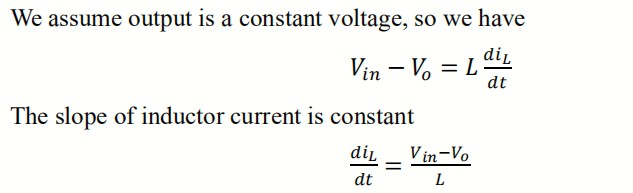 We assume output is a constant voltage, so we have
V_in − V_o = L di_L/dt
The slope of inductor current is constant
di_L/dt = V_in−V_o/L